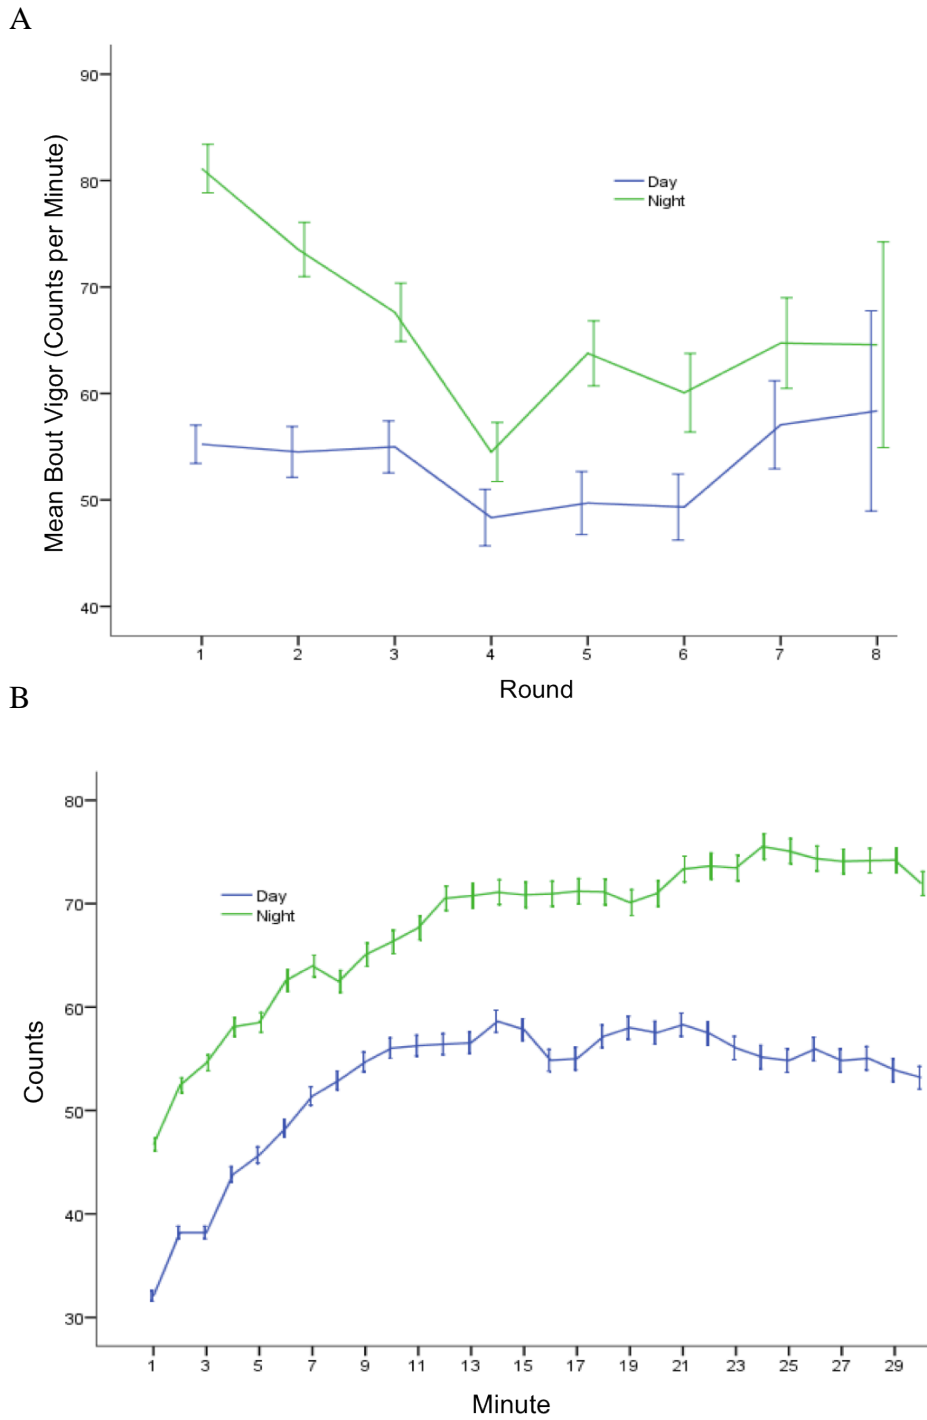 A
Mean Bout Vigor (Counts per Minute)
90
80
70
60
50
40
Day
Night
1 2 3 4 5 6 7 8
Round
B
Counts
80
70
60
50
40
30
Day
Night
1 3 5 7 9 11 13 15 17 19 21 23 25 27 29
Minute